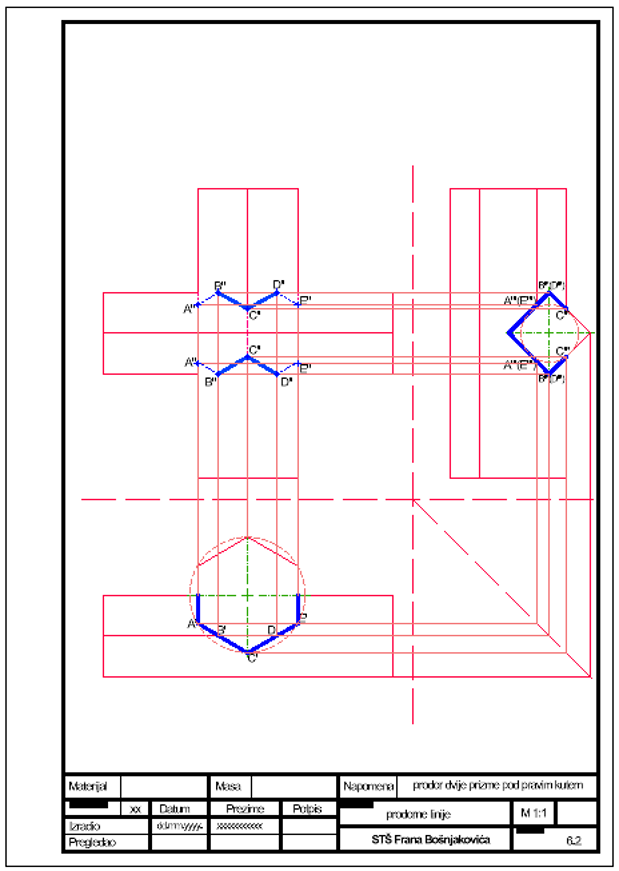 B'' D'' B'''(D''')
A'' E'' A'''(E''')
C'' C'''
C'' C'''
A'' E'' A'''(E''')
B'' D'' B'''(D''')
A' E'
B' D'
C'
Materijal Masa Napomena prodor dvije prizme pod pravim kutem
xx Datum Prezime Potpis prodorne linije M 1:1
Izradio dd.mm.yyyy. xxxxxxxxxxx
Pregledao STŠ Frana Bošnjakovića 6.2